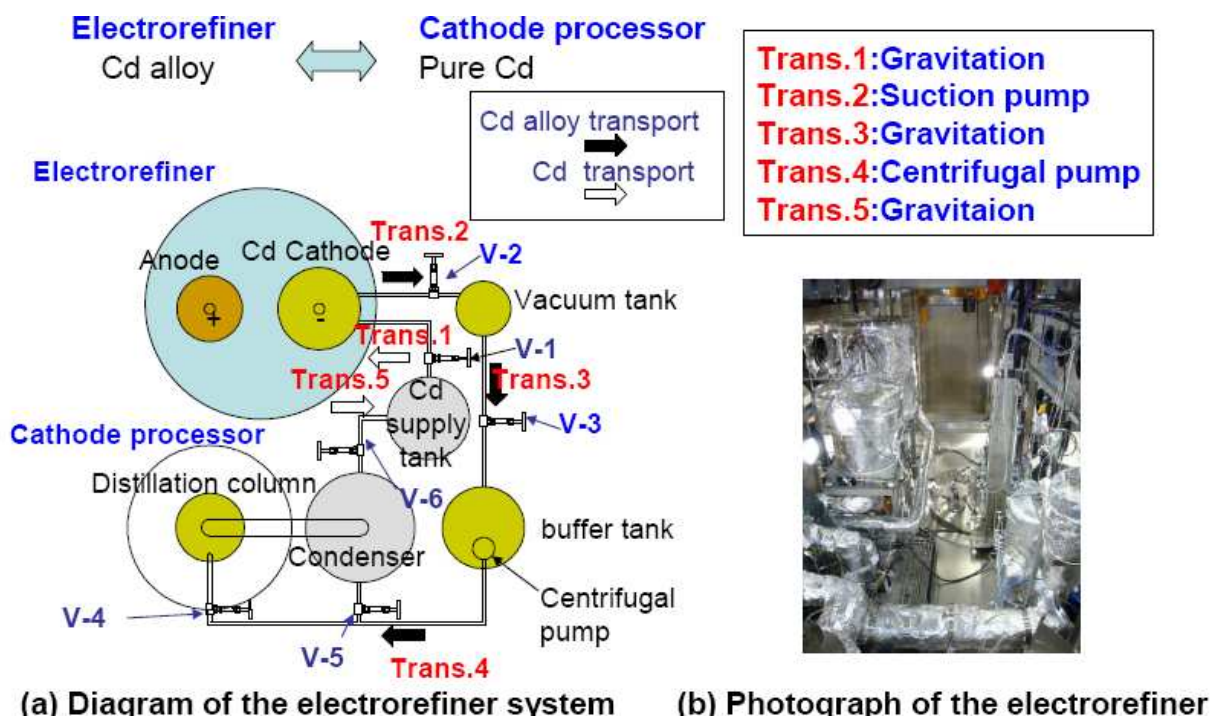 Electrorefiner
Cd alloy
Cathode processor
Pure Cd
Cd alloy transport
Cd transport
Trans.1:Gravitation
Trans.2:Suction pump
Trans.3:Gravitation
Trans.4:Centrifugal pump
Trans.5:Gravitaion
Electrorefiner
Trans.2
Cd Cathode
V-2
Anode
Vacuum tank
+
-
Trans.1
V-1
Trans.5
Trans.3
Cd
supply
tank
V-3
Cathode processor
Distillation column
V-6
buffer tank
Condenser
Centrifugal
pump
V-4
V-5
Trans.4
(a) Diagram of the electrorefiner system
(b) Photograph of the electrorefiner